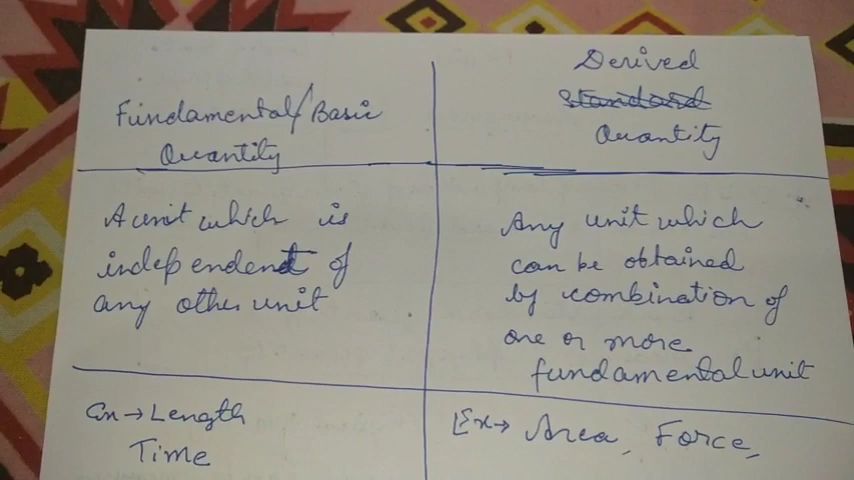 Fundamental/Basic
Quantity
Derived
Quantity
A unit which is
independent of
any other unit
Any unit which
can be obtained
by combination of
one or more
fundamental unit
Ex → Length
Time
Ex → Area, Force,